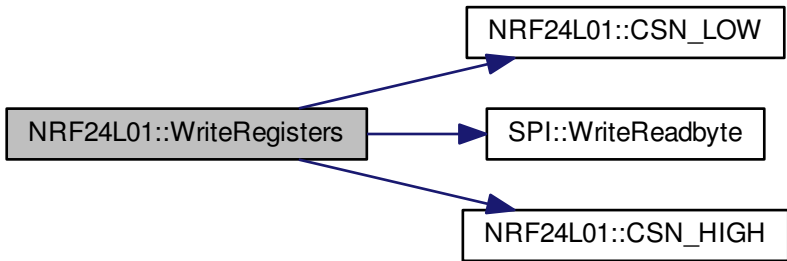 NRF24L01::CSN_LOW
NRF24L01::WriteRegisters
SPI::WriteReadbyte
NRF24L01::CSN_HIGH